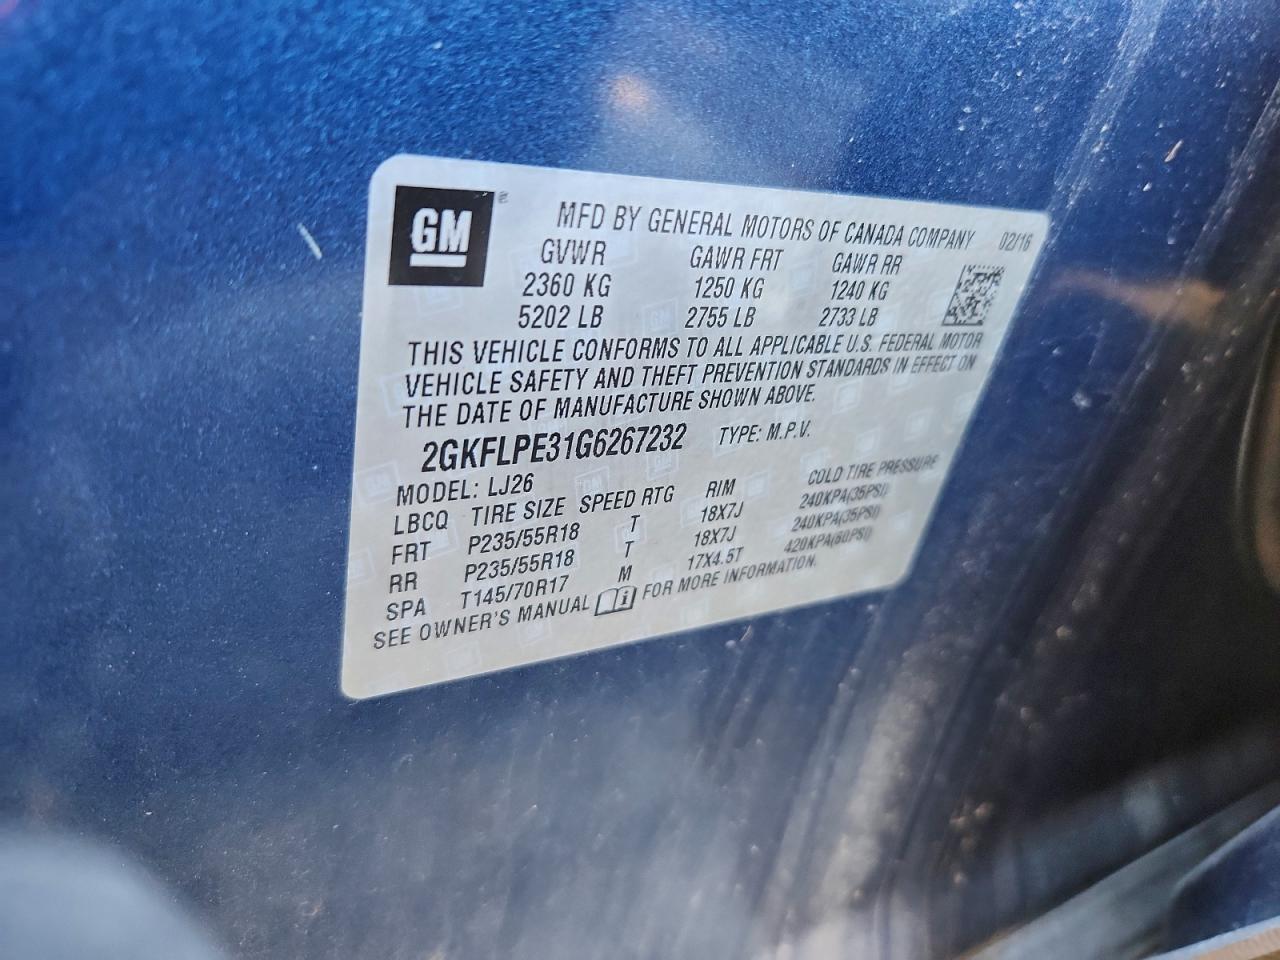 GM
MFD BY GENERAL MOTORS OF CANADA COMPANY 02/16
GVWR GAWR FRT GAWR RR
2360 KG 1250 KG 1240 KG
5202 LB 2755 LB 2733 LB
THIS VEHICLE CONFORMS TO ALL APPLICABLE U.S. FEDERAL MOTOR
VEHICLE SAFETY AND THEFT PREVENTION STANDARDS IN EFFECT ON
THE DATE OF MANUFACTURE SHOWN ABOVE.
2GKFLPE31G6267232 TYPE: M.P.V.
MODEL: LJ26
LBCQ TIRE SIZE SPEED RTG RIM COLD TIRE PRESSURE
FRT P235/55R18 T 18X7J 240KPA(35PSI)
RR P235/55R18 T 18X7J 240KPA(35PSI)
SPA T145/70R17 M 17X4.5T 420KPA(60PSI)
SEE OWNER'S MANUAL i FOR MORE INFORMATION.